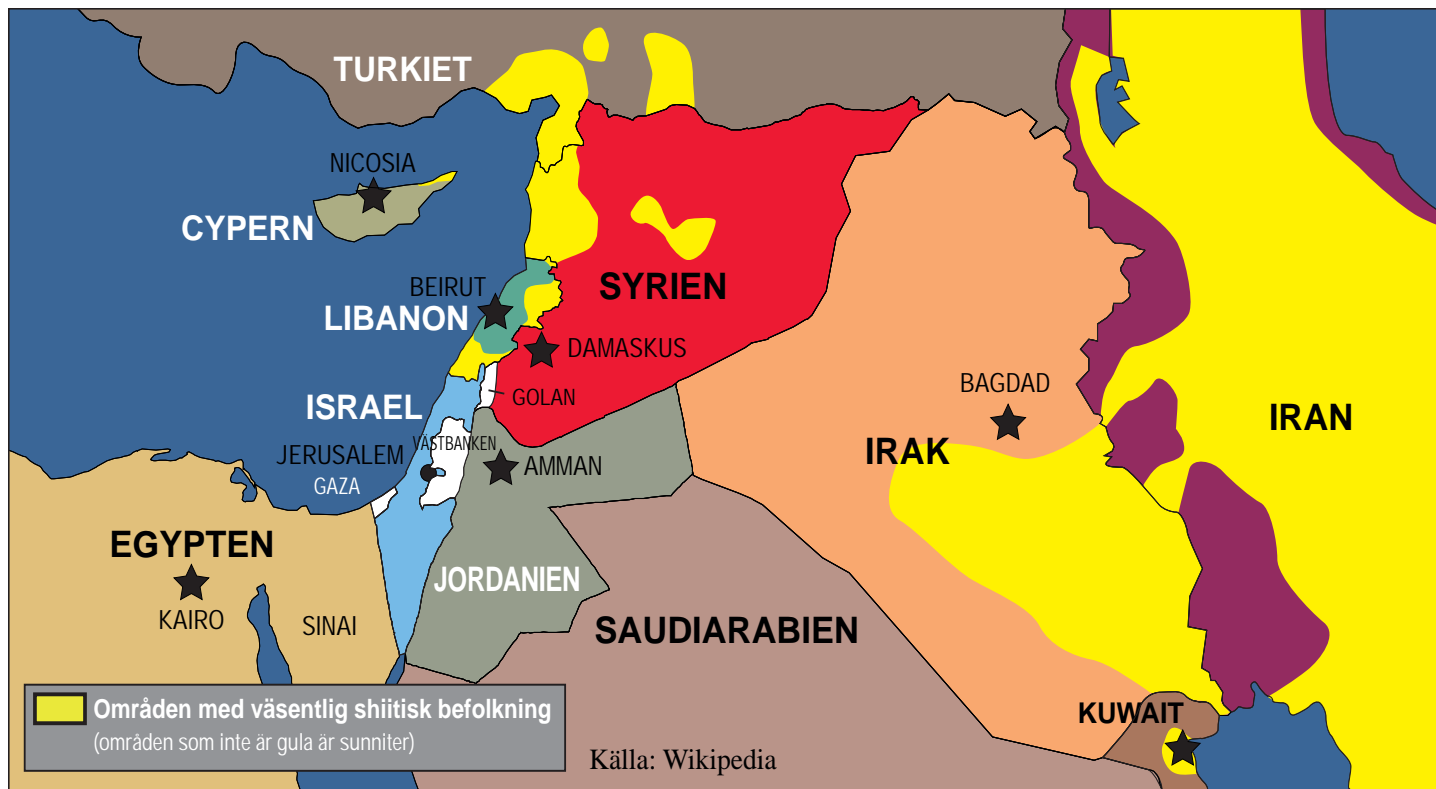 TURKIET
NICOSIA
CYPERN
BEIRUT
SYRIEN
LIBANON
DAMASKUS
BAGDAD
GOLAN
ISRAEL
IRAN
VÄSTBANKEN
IRAK
JERUSALEM
AMMAN
GAZA
EGYPTEN
JORDANIEN
KAIRO
SINAI
SAUDIARABIEN
Områden med väsentlig shiitisk befolkning
(områden som inte är gula är sunniter)
KUWAIT
Källa: Wikipedia